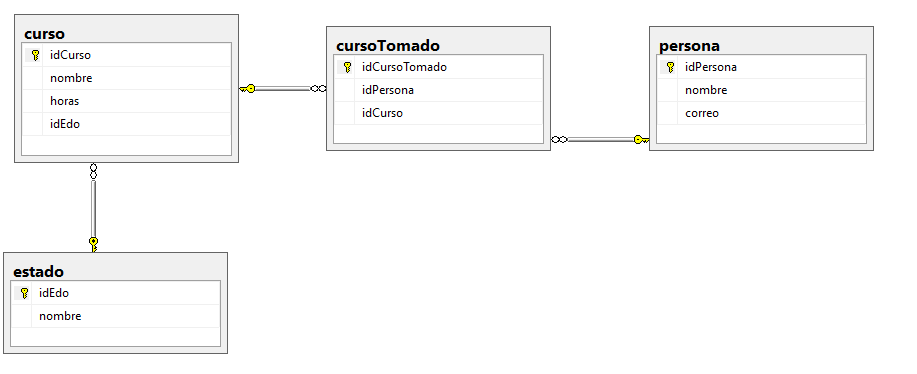 curso
idCurso
nombre
horas
idEdo
cursoTomado
idCursoTomado
idPersona
idCurso
persona
idPersona
nombre
correo
estado
idEdo
nombre